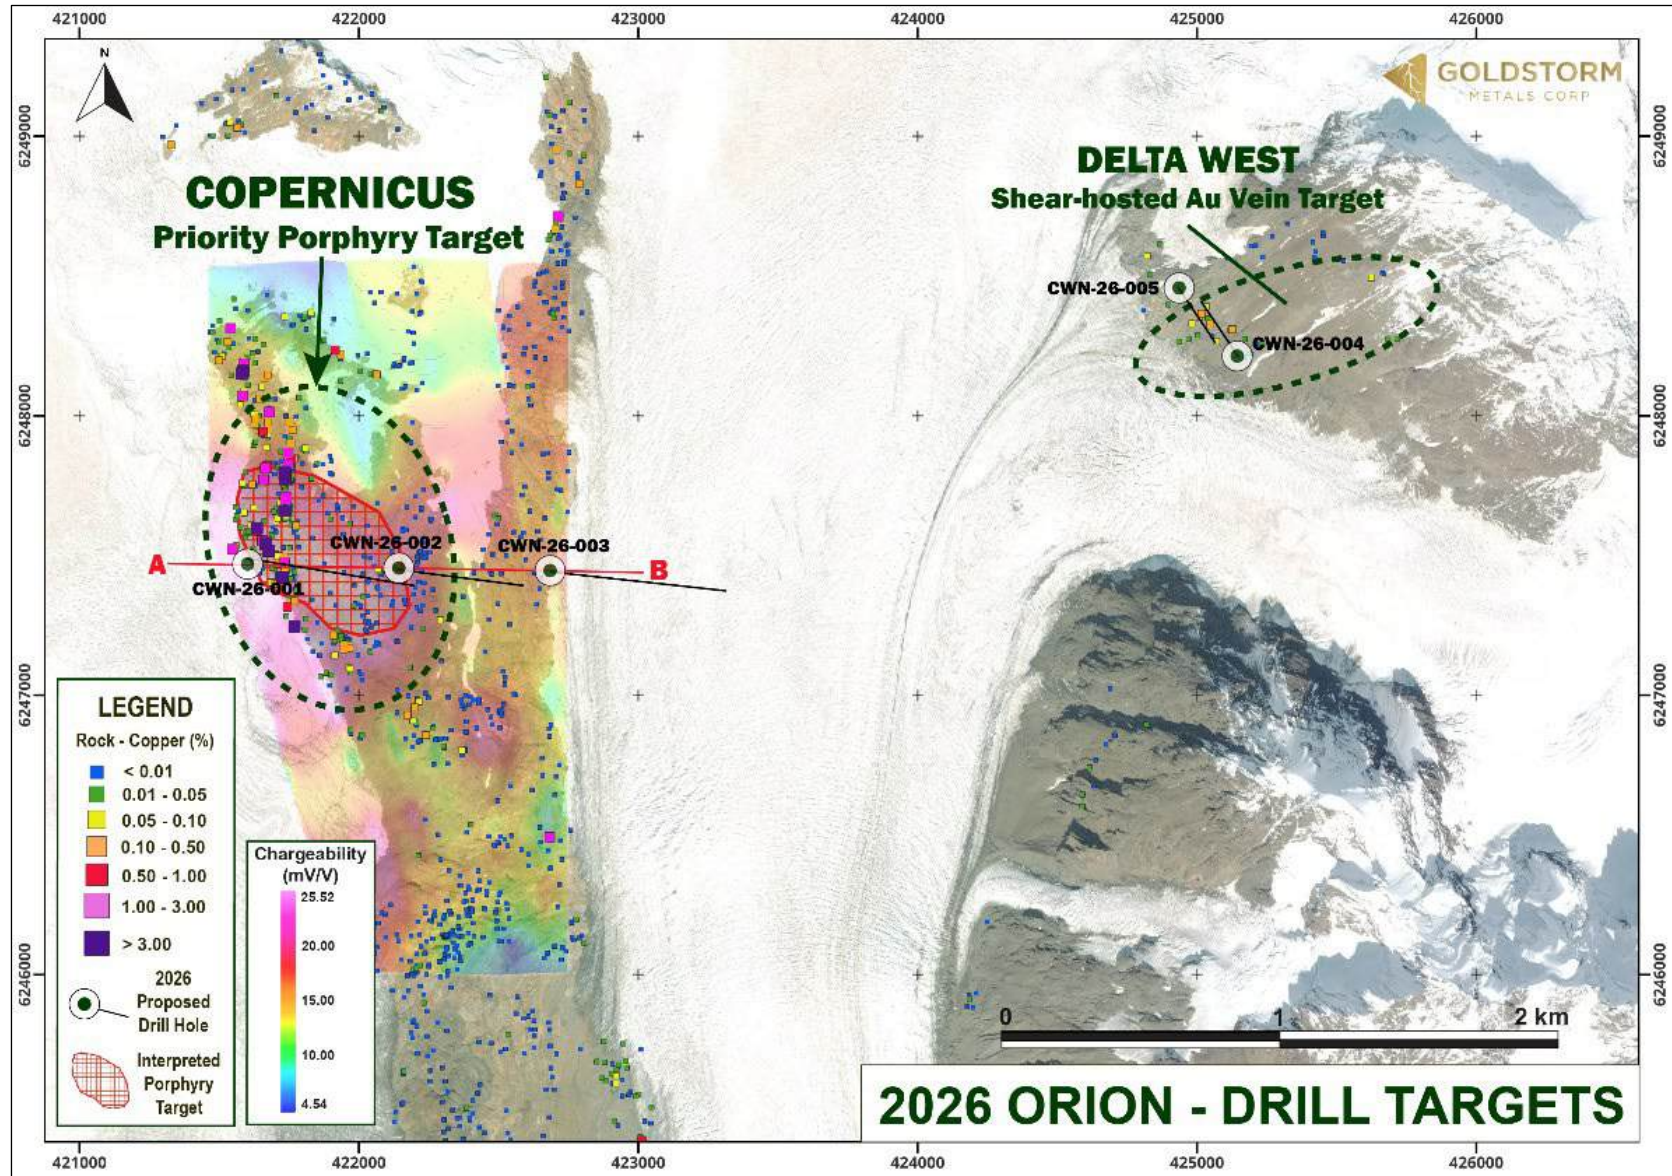 421000
422000
423000
424000
425000
426000
N
GOLDSTORM
METALS CORP
6249000
6249000
DELTA WEST
Shear-hosted Au Vein Target
COPERNICUS
Priority Porphyry Target
CWN-26-005
CWN-26-004
6248000
6248000
CWN-26-002
CWN-26-003
A
B
CWN-26-001
6247000
6247000
LEGEND
Rock - Copper (%)
< 0.01
0.01 - 0.05
0.05 - 0.10
0.10 - 0.50
0.50 - 1.00
1.00 - 3.00
> 3.00
2026
Proposed
Drill Hole
Interpreted
Porphyry
Target
Chargeability
(mV/V)
25.52
20.00
15.00
10.00
4.54
6246000
6246000
0 1 2 km
2026 ORION - DRILL TARGETS
421000
422000
423000
424000
425000
426000